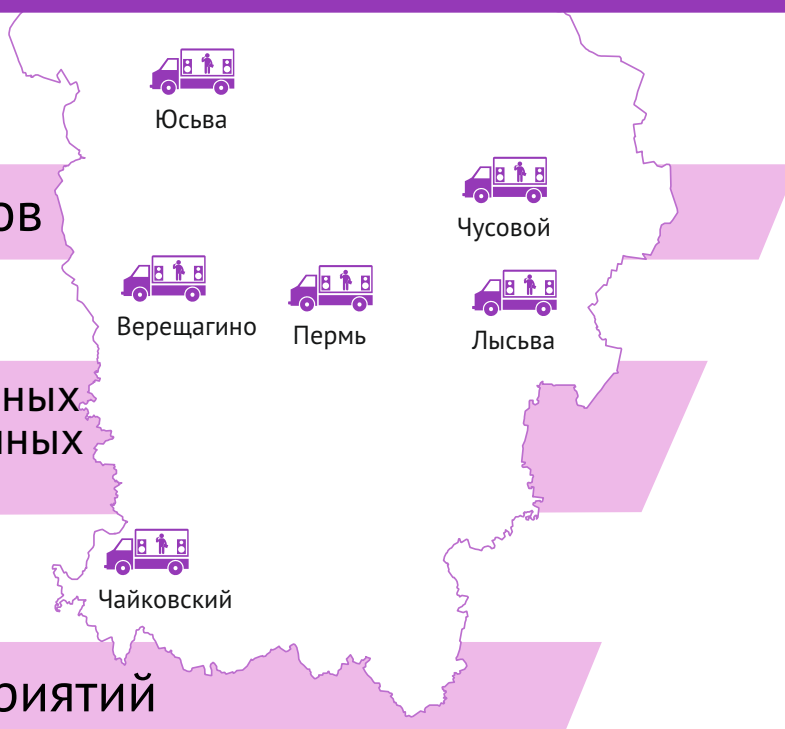 Юсьва
Чусовой
ов
Верещагино
Пермь
Лысьва
ных
нных
Чайковский
риятий